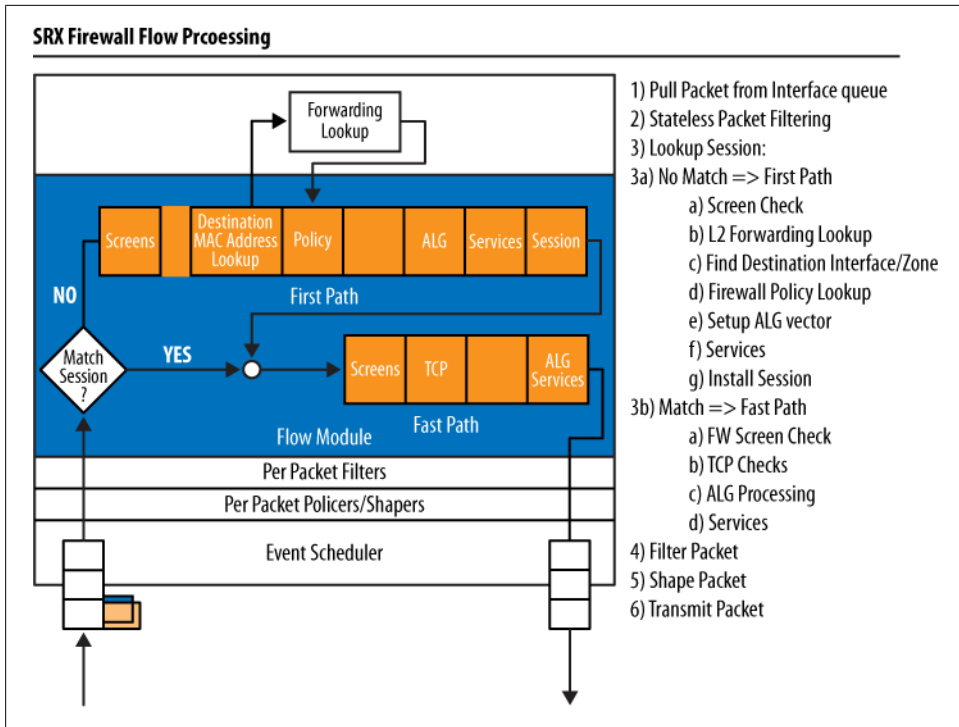 SRX Firewall Flow Prcoessing
Forwarding
Lookup
Screens
Destination
MAC Address
Lookup
Policy
ALG
Services
Session
First Path
NO
Match
Session
?
YES
Screens
TCP
ALG
Services
Fast Path
Flow Module
Per Packet Filters
Per Packet Policers/Shapers
Event Scheduler
1) Pull Packet from Interface queue
2) Stateless Packet Filtering
3) Lookup Session:
3a) No Match => First Path
a) Screen Check
b) L2 Forwarding Lookup
c) Find Destination Interface/Zone
d) Firewall Policy Lookup
e) Setup ALG vector
f) Services
g) Install Session
3b) Match => Fast Path
a) FW Screen Check
b) TCP Checks
c) ALG Processing
d) Services
4) Filter Packet
5) Shape Packet
6) Transmit Packet